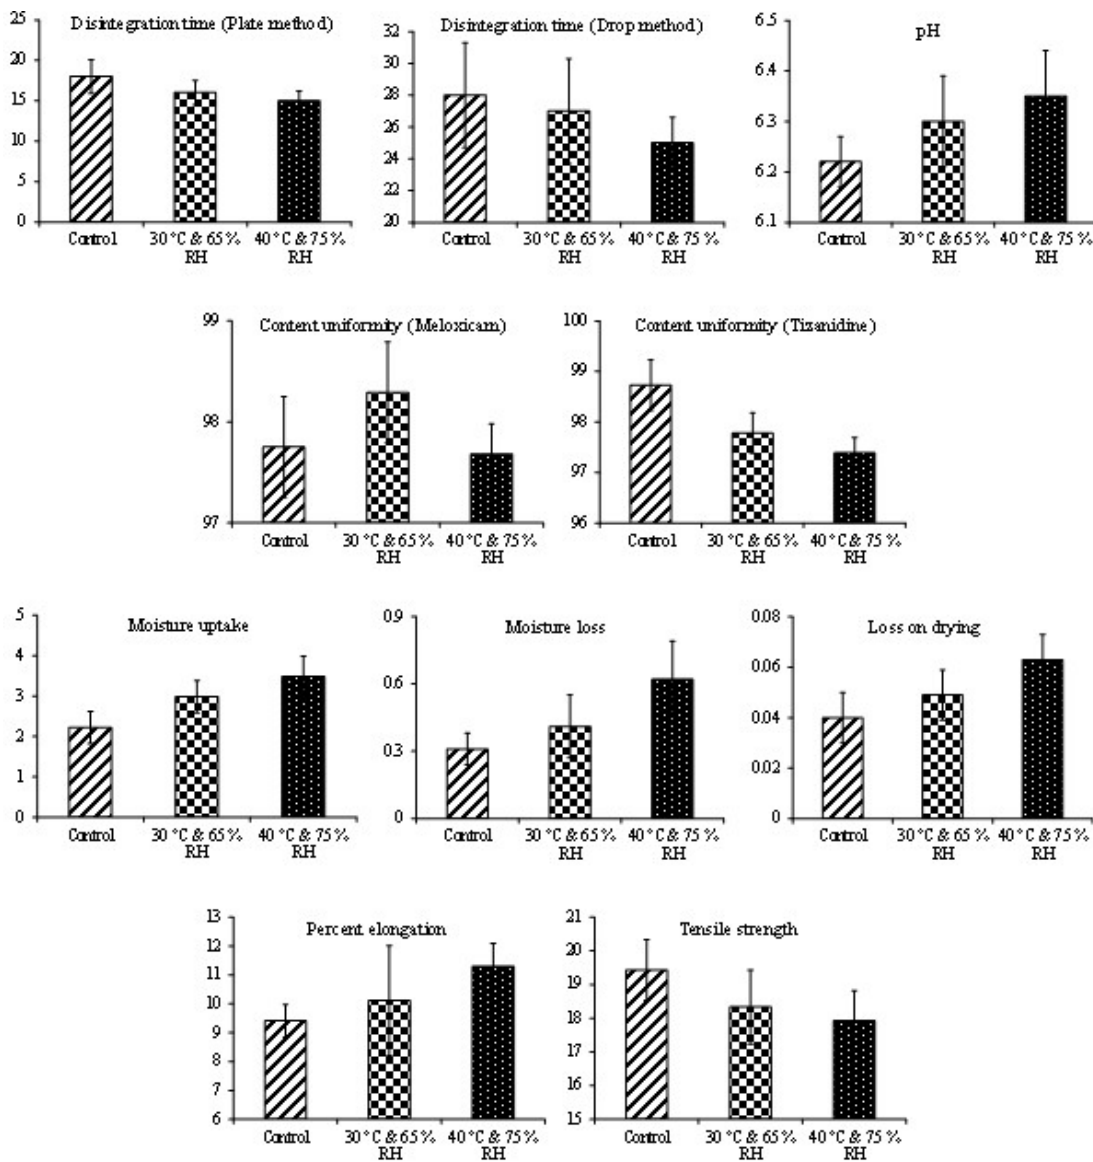 Disintegration time (Plate method)
25
20
15
10
5
0
Control
30 °C & 65 %
RH
40 °C & 75 %
RH
Disintegration time (Drop method)
32
30
28
26
24
22
20
Control
30 °C & 65 %
RH
40 °C & 75 %
RH
pH
6.5
6.4
6.3
6.2
6.1
Control
30 °C & 65 %
RH
40 °C & 75 %
RH
Content uniformity (Meloxicam)
99
98
97
Control
30 °C & 65 %
RH
40 °C & 75 %
RH
Content uniformity (Tizanidine)
100
99
98
97
96
Control
30 °C & 65 %
RH
40 °C & 75 %
RH
Moisture uptake
5
4
3
2
1
0
Control
30 °C & 65 %
RH
40 °C & 75 %
RH
Moisture loss
0.9
0.6
0.3
0
Control
30 °C & 65 %
RH
40 °C & 75 %
RH
Loss on drying
0.08
0.06
0.04
0.02
0
Control
30 °C & 65 %
RH
40 °C & 75 %
RH
Percent elongation
13
12
11
10
9
8
7
6
Control
30 °C & 65 %
RH
40 °C & 75 %
RH
Tensile strength
21
20
19
18
17
16
15
Control
30 °C & 65 %
RH
40 °C & 75 %
RH